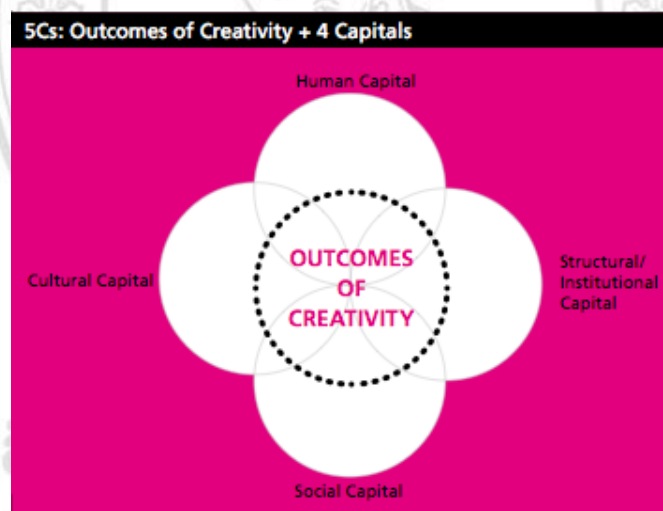 5Cs: Outcomes of Creativity + 4 Capitals
Human Capital
Cultural Capital
OUTCOMES
OF
CREATIVITY
Structural/
Institutional
Capital
Social Capital